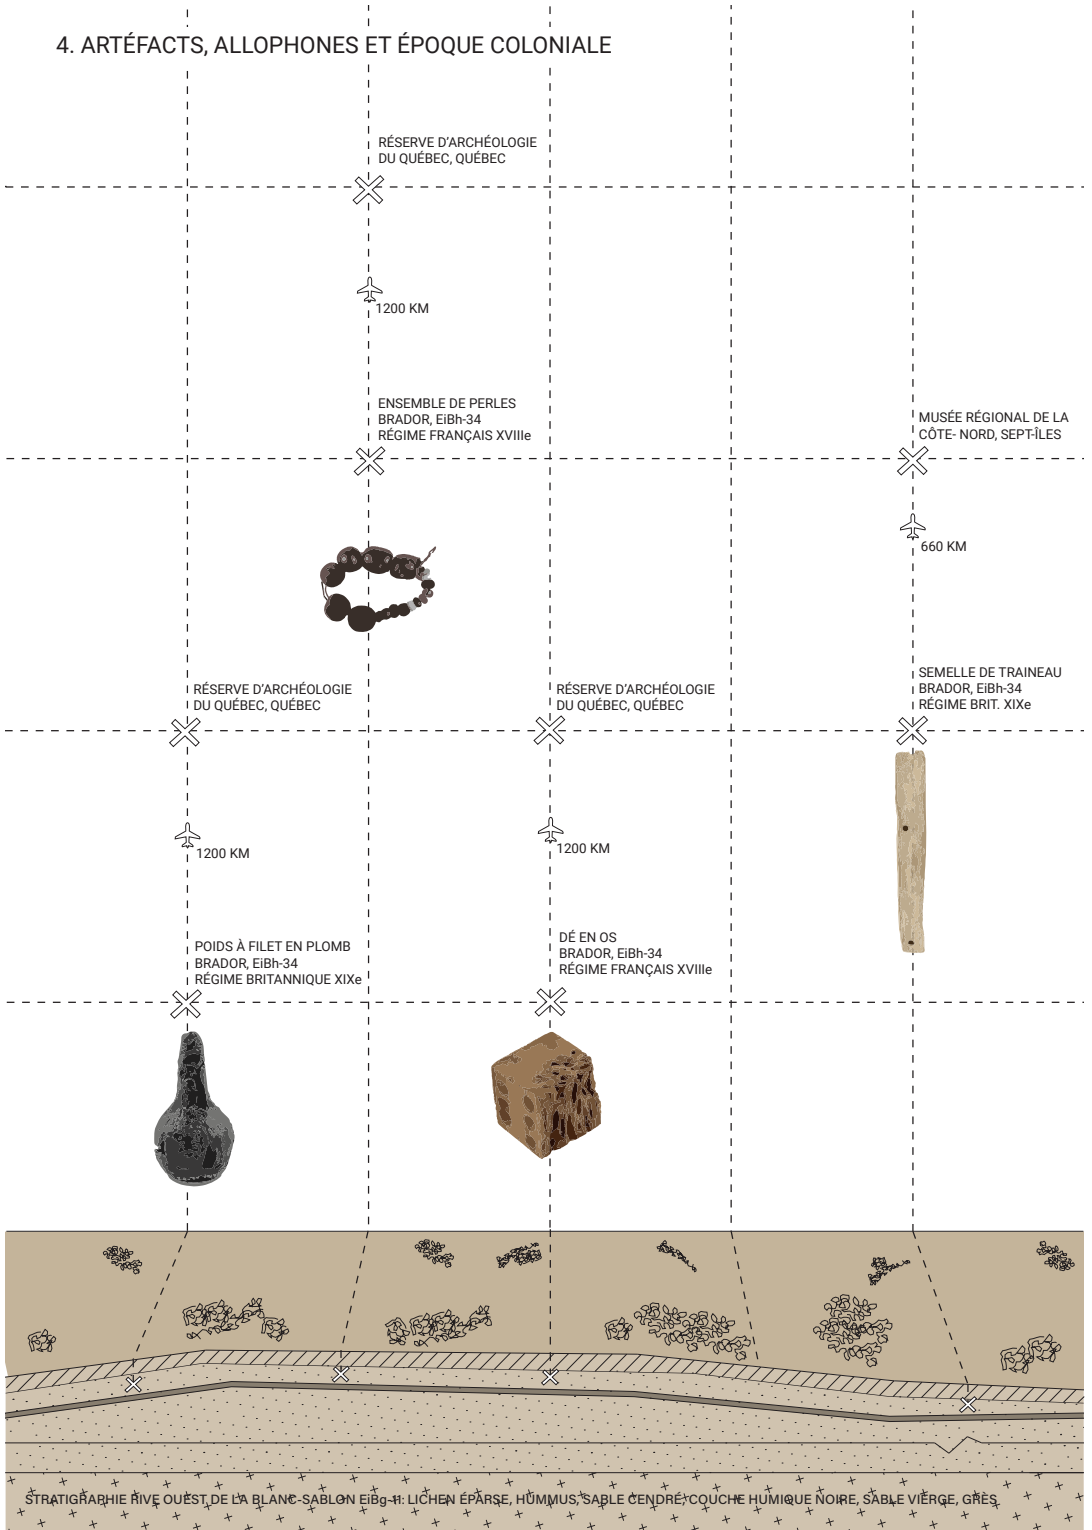 4. ARTÉFACTS, ALLOPHONES ET ÉPOQUE COLONIALE
RÉSERVE D'ARCHÉOLOGIE
DU QUÉBEC, QUÉBEC
1200 KM
ENSEMBLE DE PERLES
BRADOR, EiBh-34
RÉGIME FRANÇAIS XVIIIe
MUSÉE RÉGIONAL DE LA
CÔTE- NORD, SEPT-ÎLES
660 KM
RÉSERVE D'ARCHÉOLOGIE
DU QUÉBEC, QUÉBEC
RÉSERVE D'ARCHÉOLOGIE
DU QUÉBEC, QUÉBEC
SEMELLE DE TRAINEAU
BRADOR, EiBh-34
RÉGIME BRIT. XIXe
1200 KM
1200 KM
POIDS À FILET EN PLOMB
BRADOR, EiBh-34
RÉGIME BRITANNIQUE XIXe
DÉ EN OS
BRADOR, EiBh-34
RÉGIME FRANÇAIS XVIIIe
STRATIGRAPHIE RIVE OUEST DE LA BLANC-SABLON EiBg-11: LICHEN ÉPARSE, HUMMUS, SABLE CENDRÉ, COUCHE HUMIQUE NOIRE, SABLE VIERGE, GRÈS